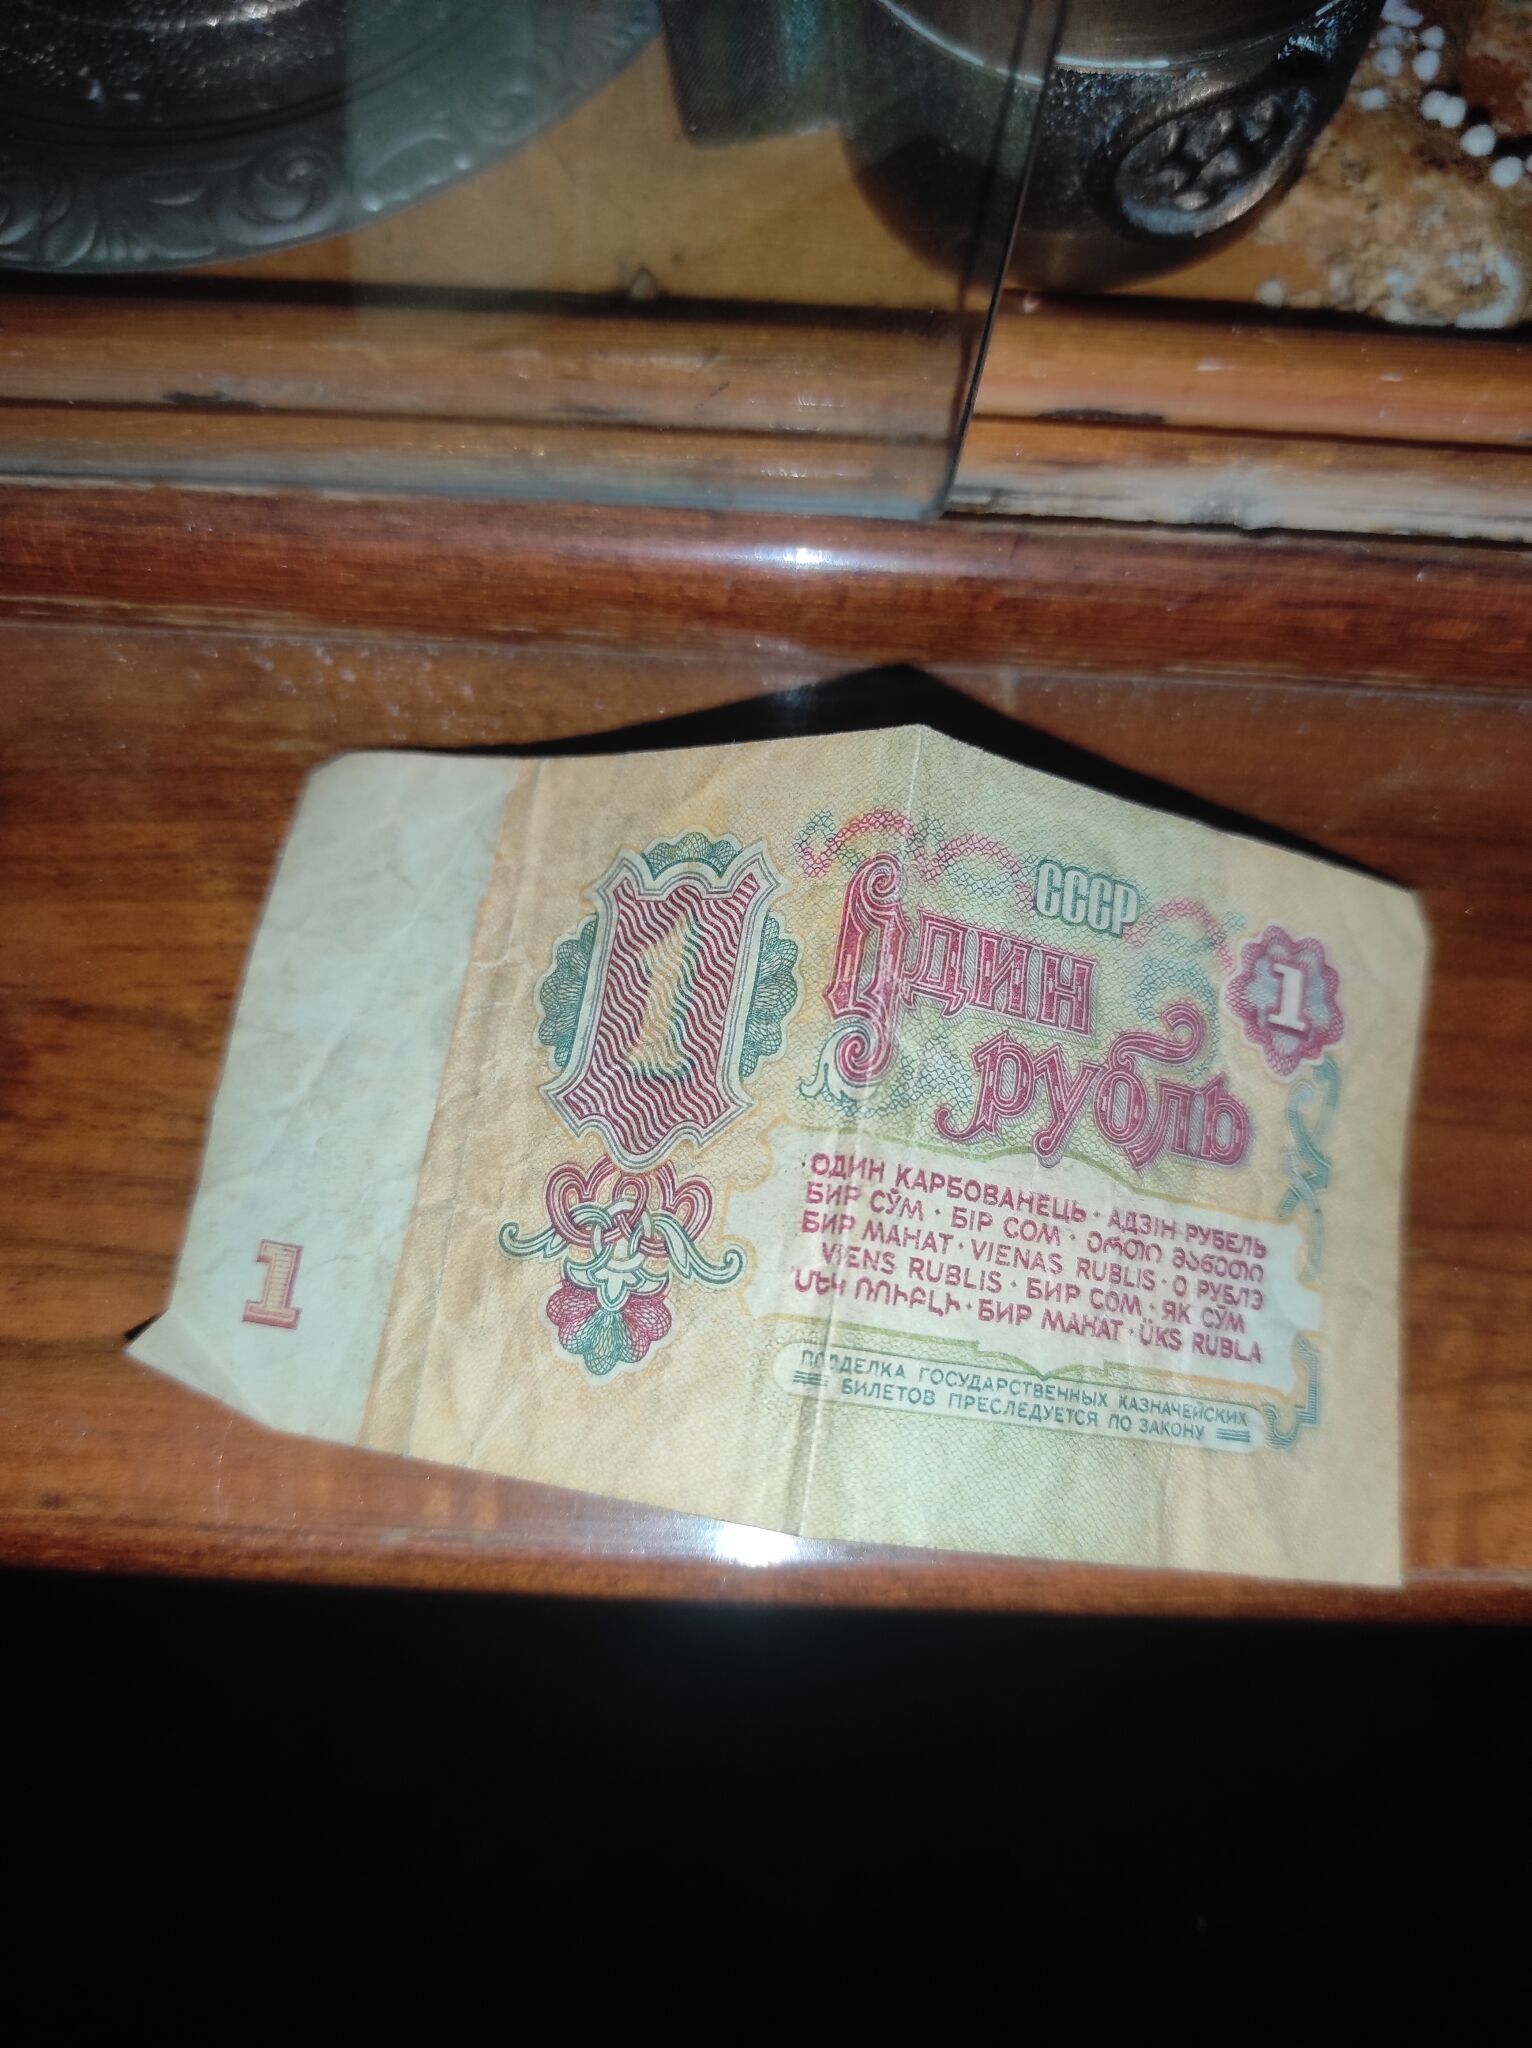 СССР
Один
рубль
1
1
1
ОДИН КАРБОВАНЕЦЬ · АДЗІН РУБЕЛЬ
БИР СЎМ · БІР СОМ · ᲔᲠᲗᲘ ᲛᲐᲜᲔᲗᲘ
БИР МАНАТ · VIENAS RUBLIS · О РУБЛЭ
VIENS RUBLIS · БИР СОМ · ЯК СӮМ
ՄԵԿ ՌՈՒԲԼԻ · БИР МАНАТ · ÜKS RUBLA
ПОДДЕЛКА ГОСУДАРСТВЕННЫХ КАЗНАЧЕЙСКИХ
БИЛЕТОВ ПРЕСЛЕДУЕТСЯ ПО ЗАКОНУ